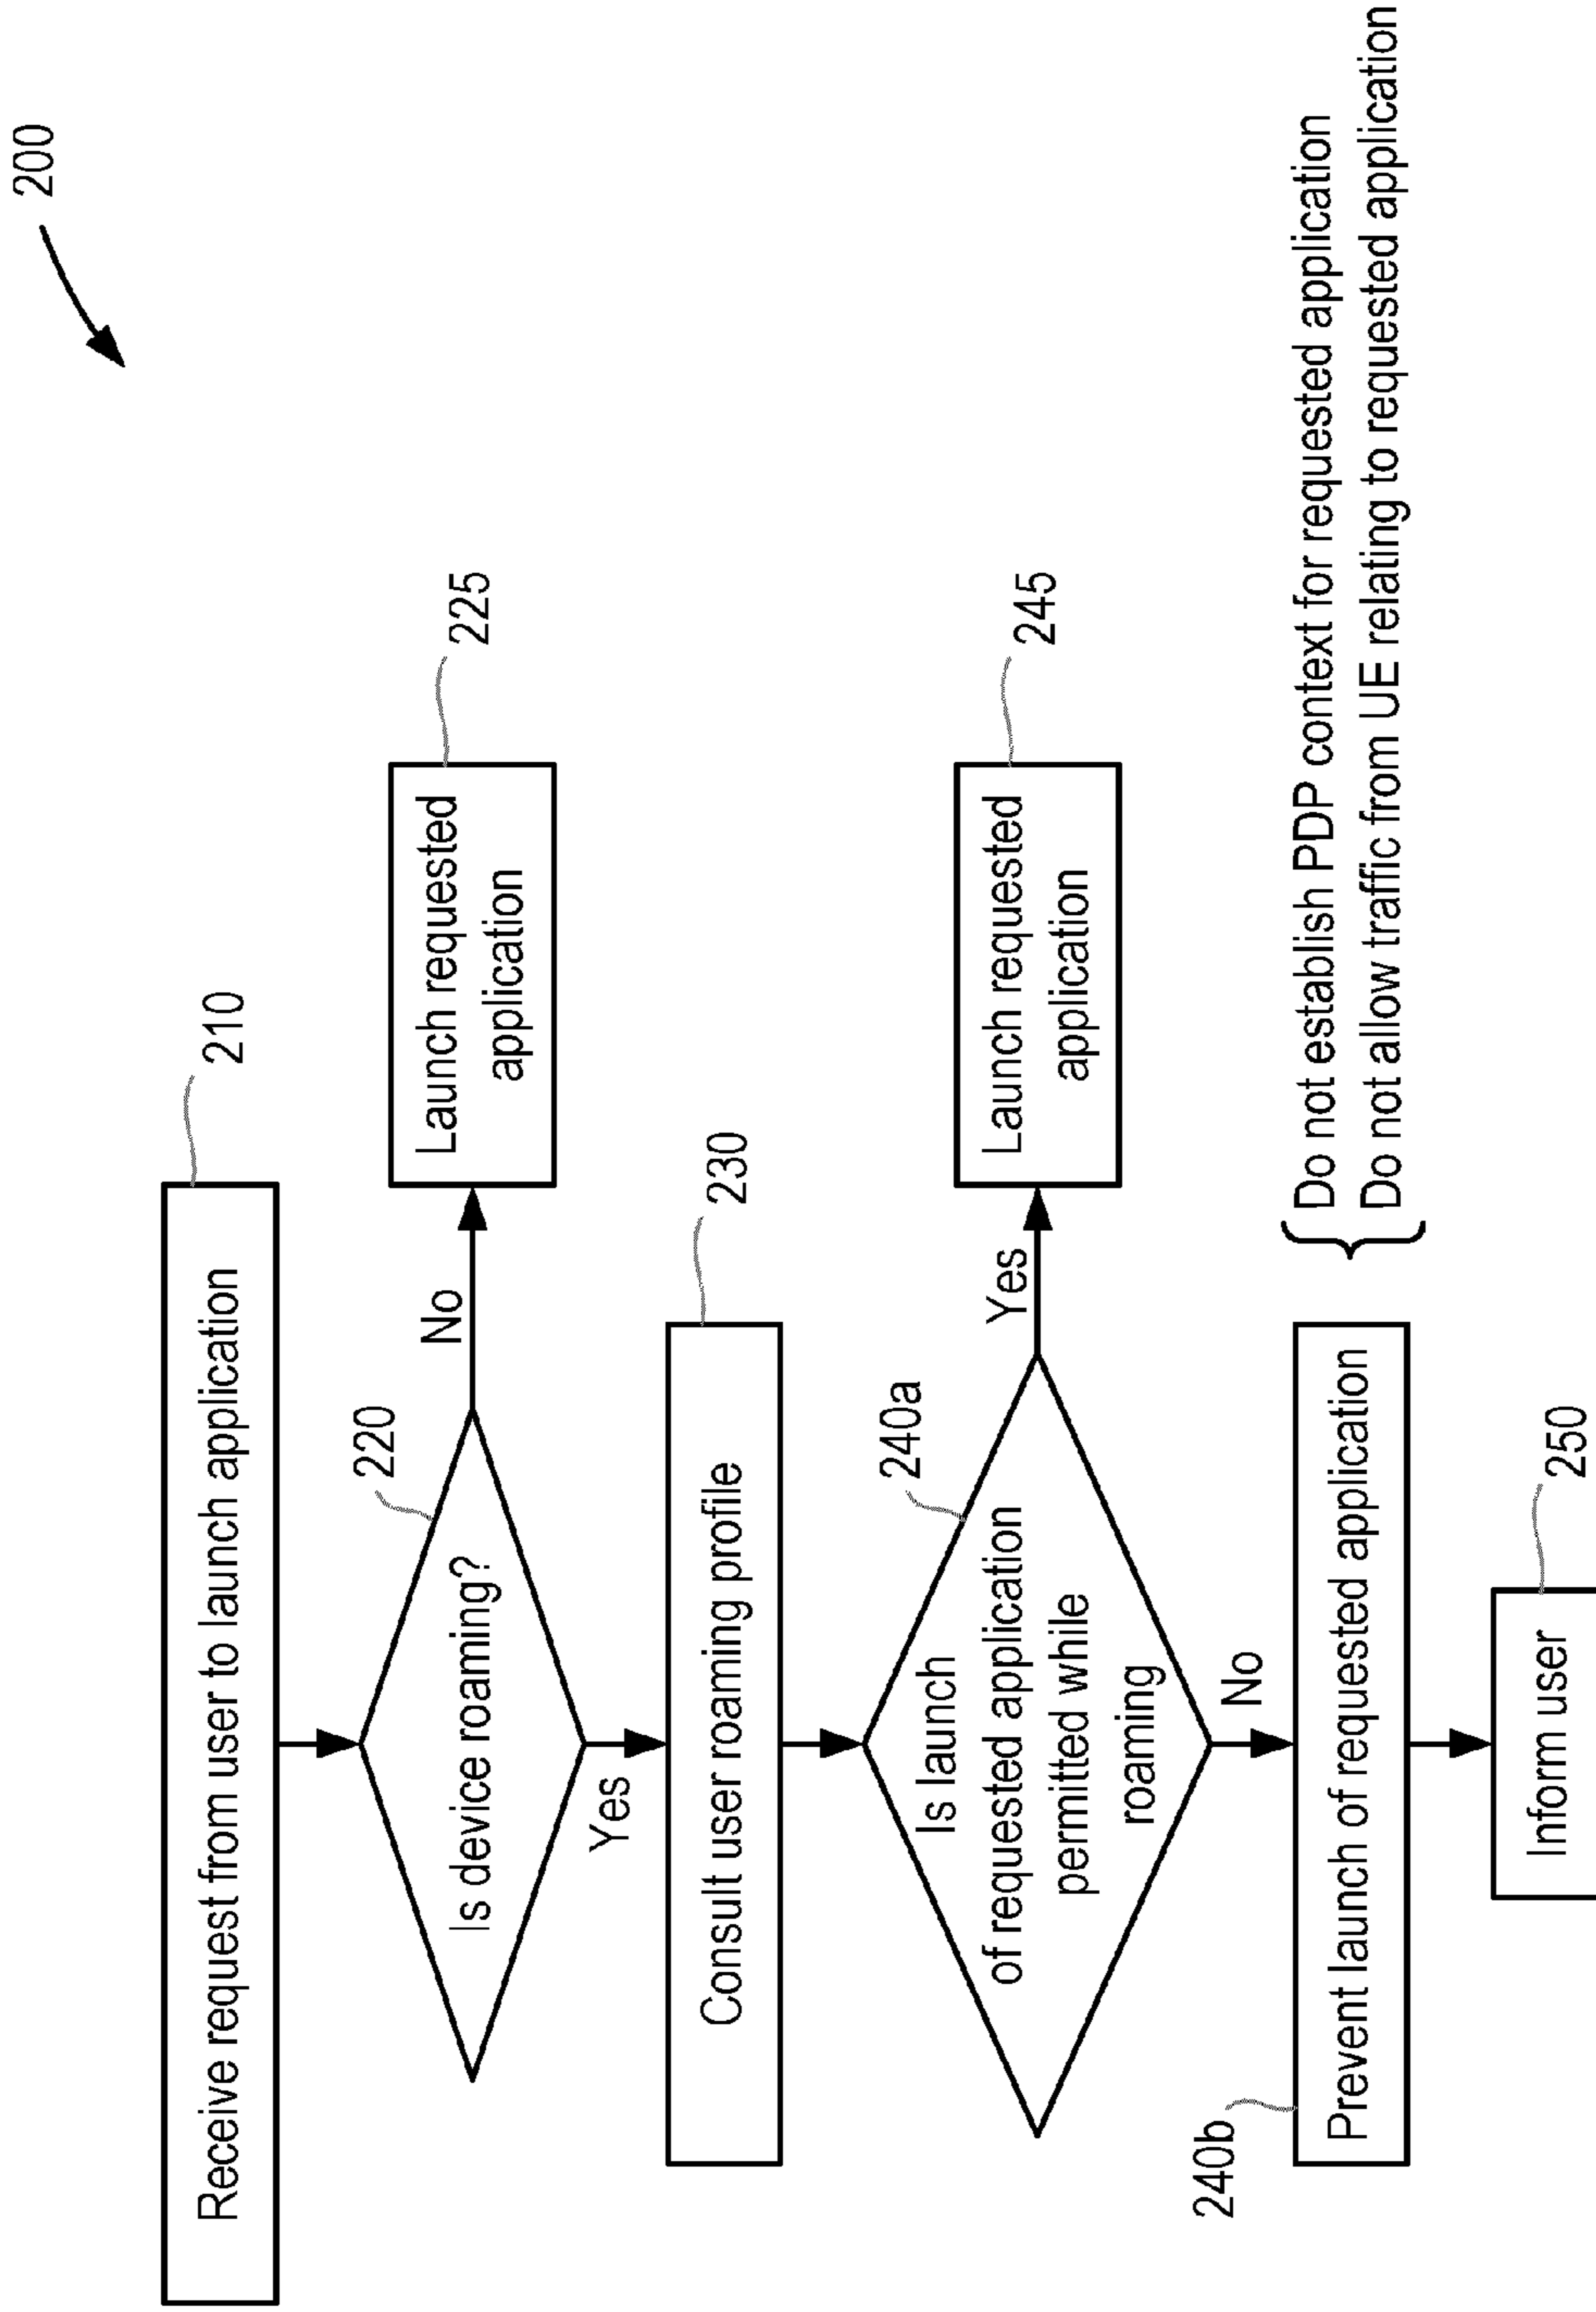 200
Receive request from user to launch application
210
220
Is device roaming?
No
Launch requested
application
225
Yes
Consult user roaming profile
230
240a
Is launch
of requested application
permitted while
roaming
Yes
Launch requested
application
245
No
240b
Prevent launch of requested application
Do not establish PDP context for requested application
Do not allow traffic from UE relating to requested application
Inform user
250